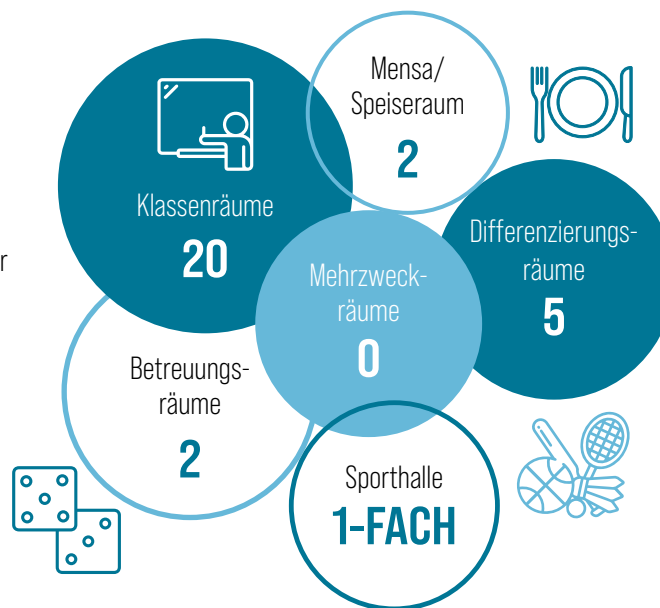 Mensa/
Speiseraum
2
Klassenräume
20
Differenzierungs-
räume
5
r
Mehrzweck-
räume
0
Betreuungs-
räume
2
Sporthalle
1-FACH